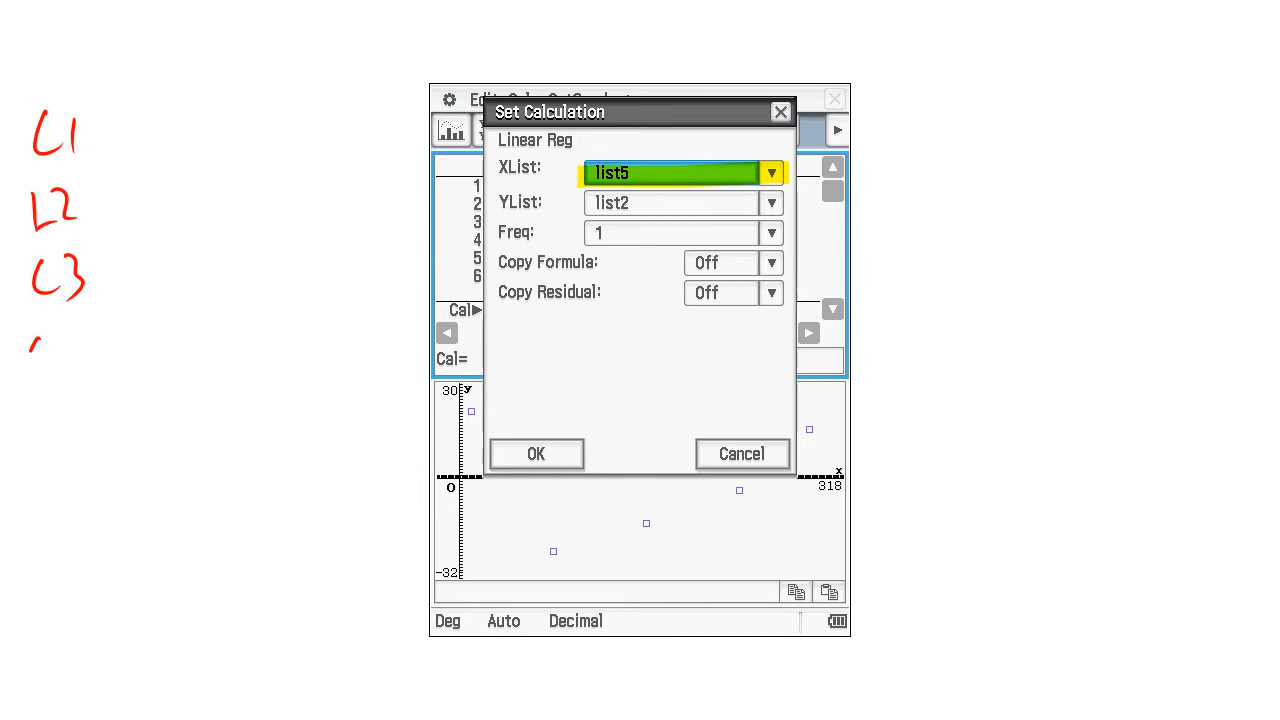 L1
L2
L3
Set Calculation
Linear Reg
XList: list5
YList: list2
Freq: 1
Copy Formula: Off
Copy Residual: Off
OK Cancel
1
2
3
4
5
6
Cal▶
Cal=
30 y
x
0 318
-32
Deg Auto Decimal